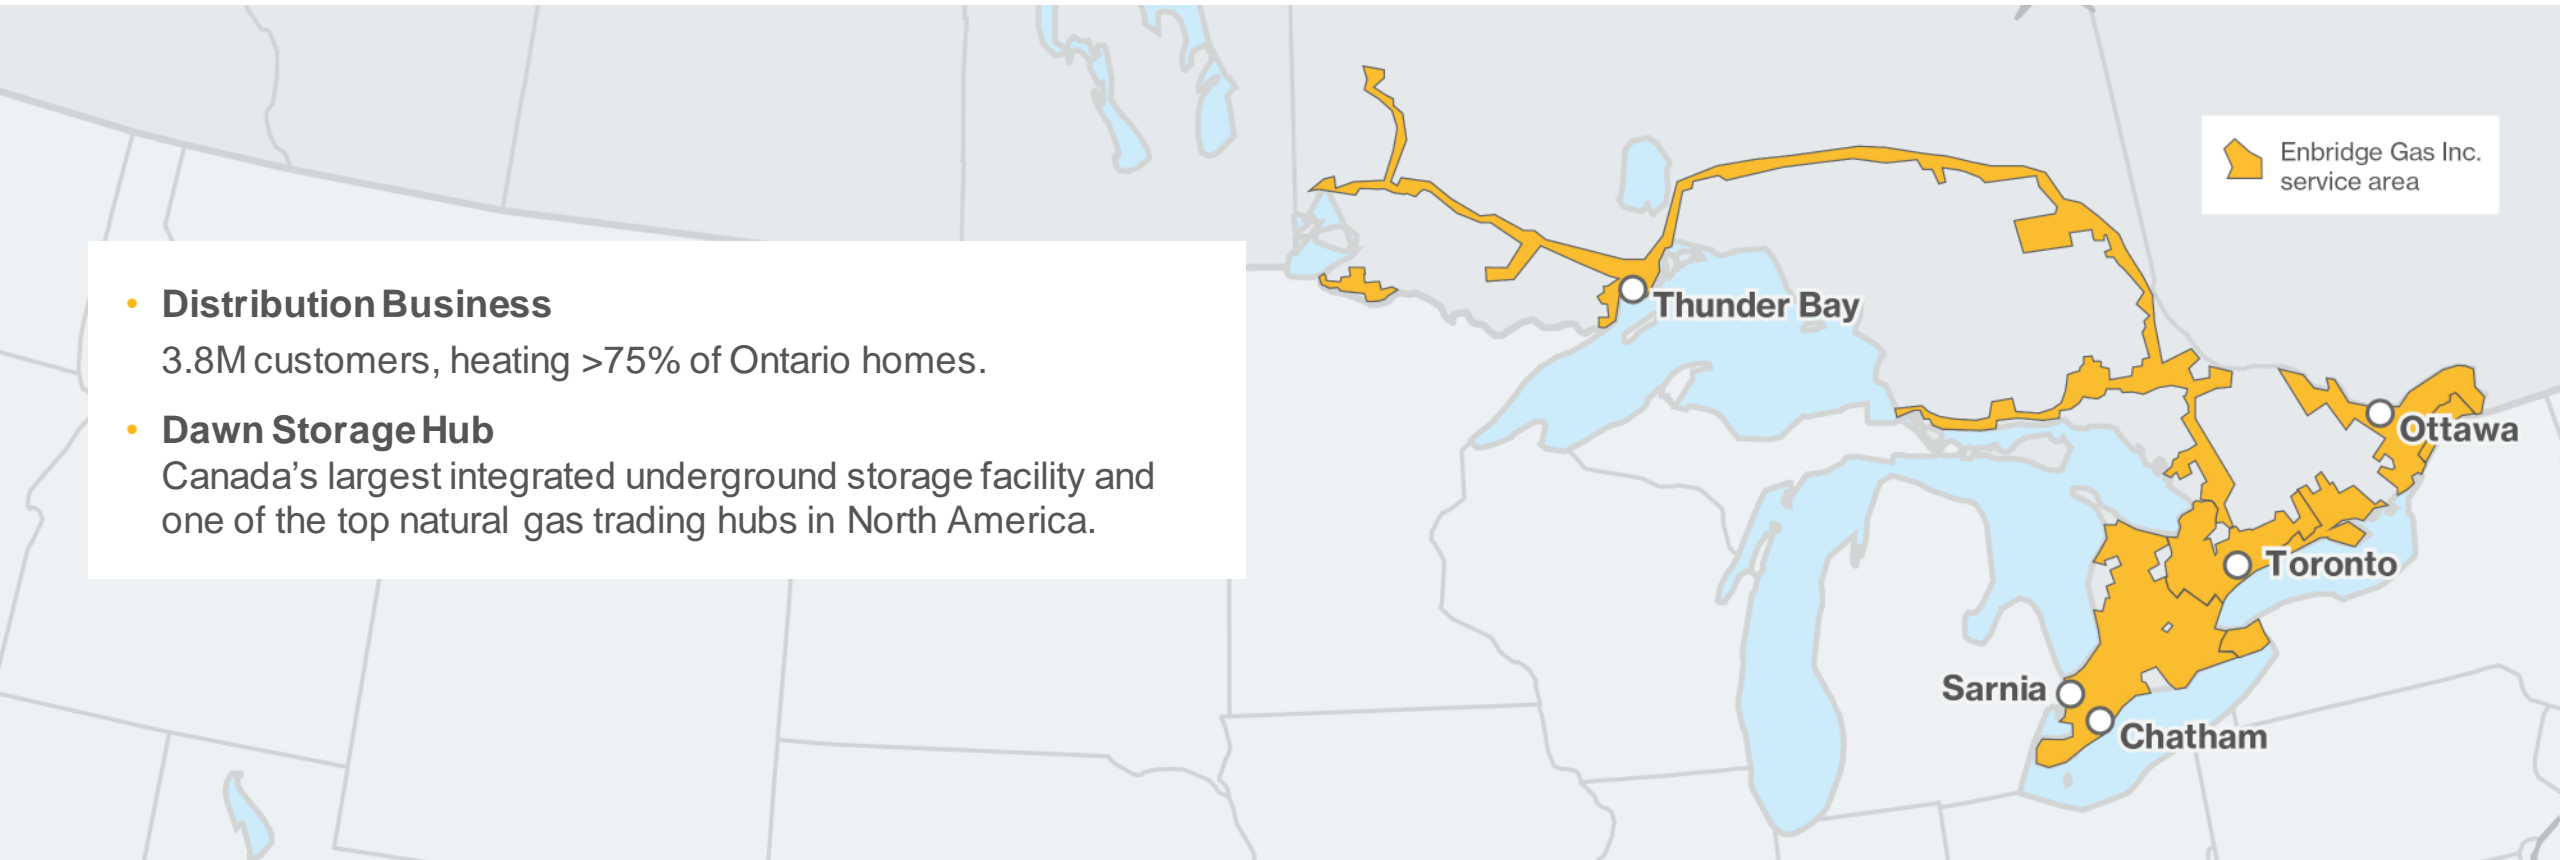 • Distribution Business
3.8M customers, heating >75% of Ontario homes.
• Dawn Storage Hub
Canada’s largest integrated underground storage facility and
one of the top natural gas trading hubs in North America.
Enbridge Gas Inc.
service area
Thunder Bay
Ottawa
Toronto
Sarnia
Chatham